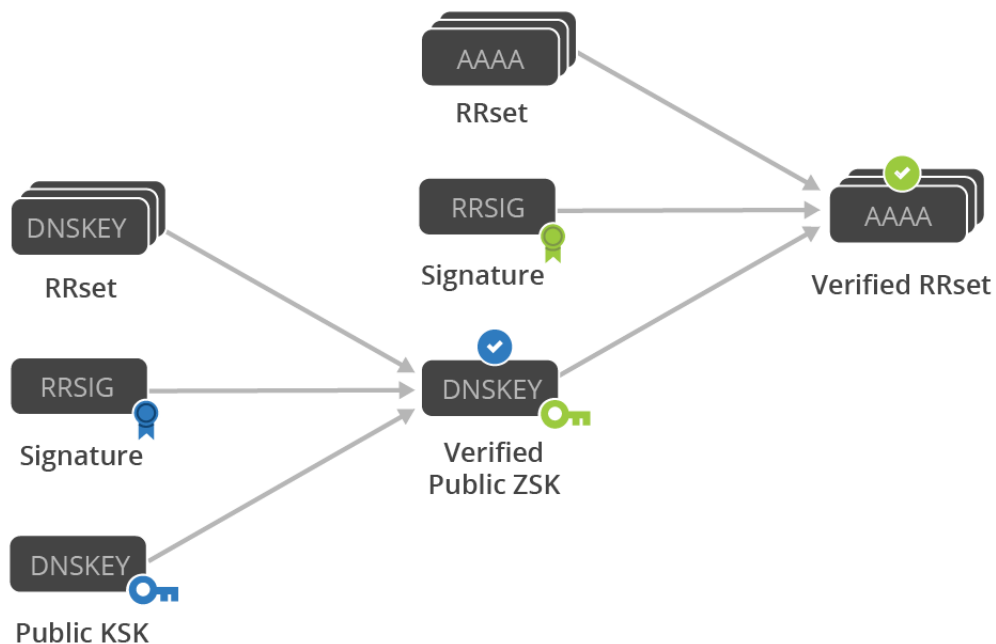 AAAA
RRset
DNSKEY
RRset
RRSIG
Signature
AAAA
Verified RRset
RRSIG
Signature
DNSKEY
Verified
Public ZSK
DNSKEY
Public KSK